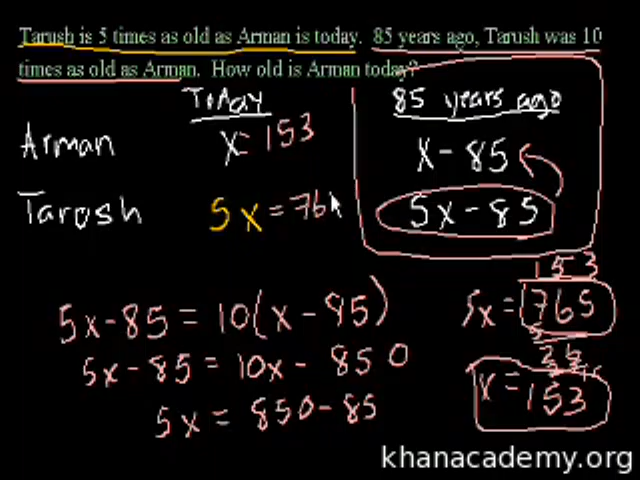 Tarush is 5 times as old as Arman is today. 85 years ago, Tarush was 10
times as old as Arman. How old is Arman today?
Today 85 years ago
Arman x = 153 x - 85
Tarush 5x = 76 5x - 85
5x - 85 = 10(x - 85)
5x - 85 = 10x - 850
5x = 850 - 85
153
5x = 765
x = 153
khanacademy.org